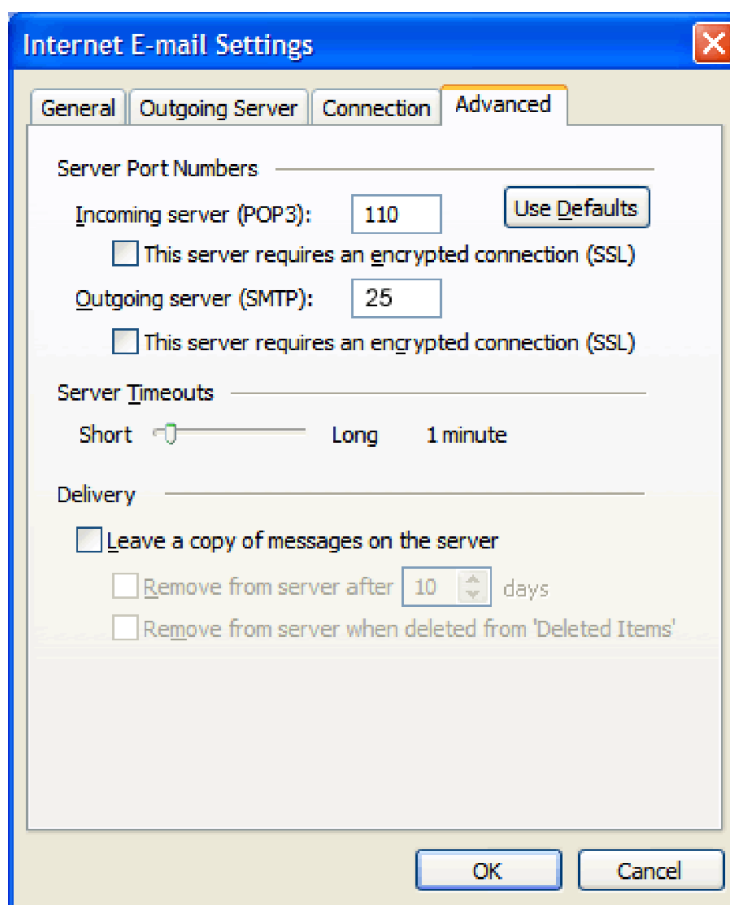 Internet E-mail Settings
General Outgoing Server Connection Advanced
Server Port Numbers
Incoming server (POP3): 110 Use Defaults
This server requires an encrypted connection (SSL)
Outgoing server (SMTP): 25
This server requires an encrypted connection (SSL)
Server Timeouts
Short Long 1 minute
Delivery
Leave a copy of messages on the server
Remove from server after 10 days
Remove from server when deleted from 'Deleted Items'
OK Cancel